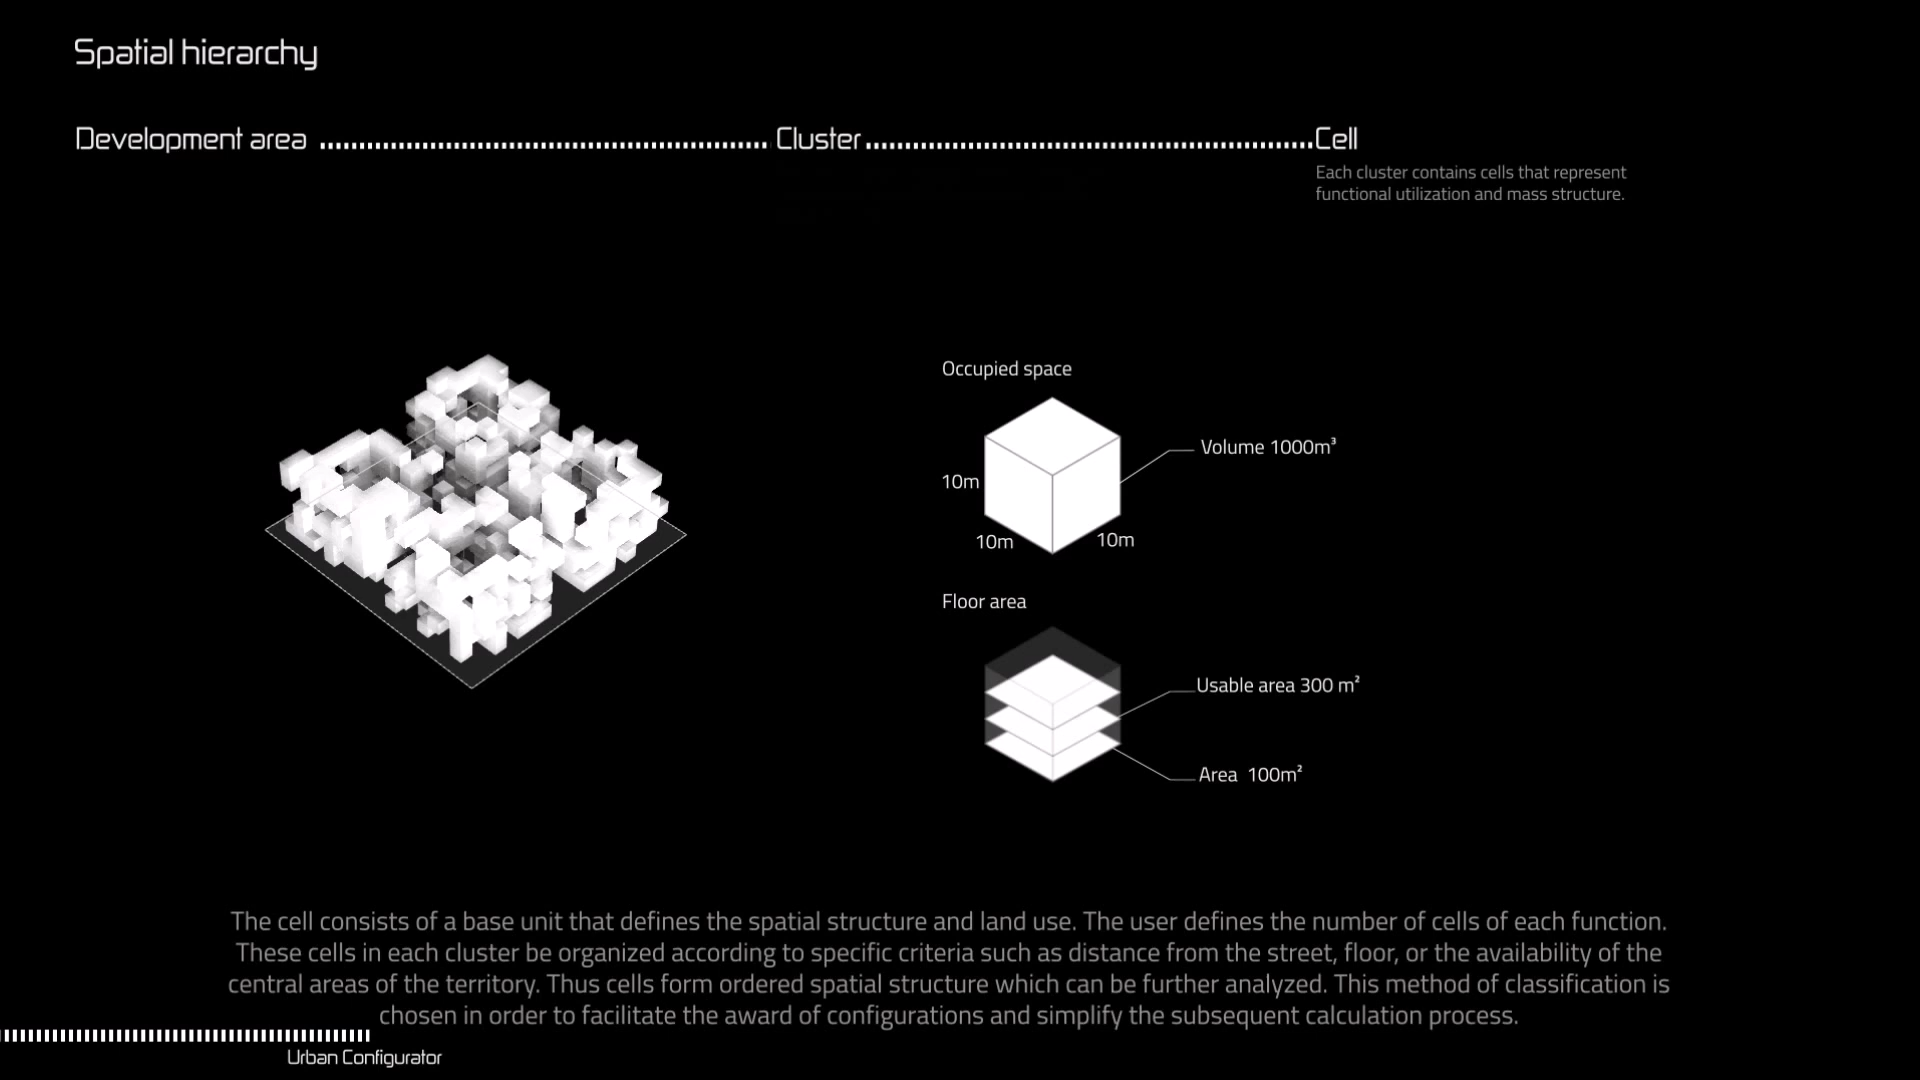 Spatial hierarchy
Development area
Cluster
Cell
Each cluster contains cells that represent
functional utilization and mass structure.
Occupied space
Volume 1000m³
10m
10m
10m
Floor area
Usable area 300 m²
Area 100m²
The cell consists of a base unit that defines the spatial structure and land use. The user defines the number of cells of each function.
These cells in each cluster be organized according to specific criteria such as distance from the street, floor, or the availability of the
central areas of the territory. Thus cells form ordered spatial structure which can be further analyzed. This method of classification is
chosen in order to facilitate the award of configurations and simplify the subsequent calculation process.
Urban Configurator